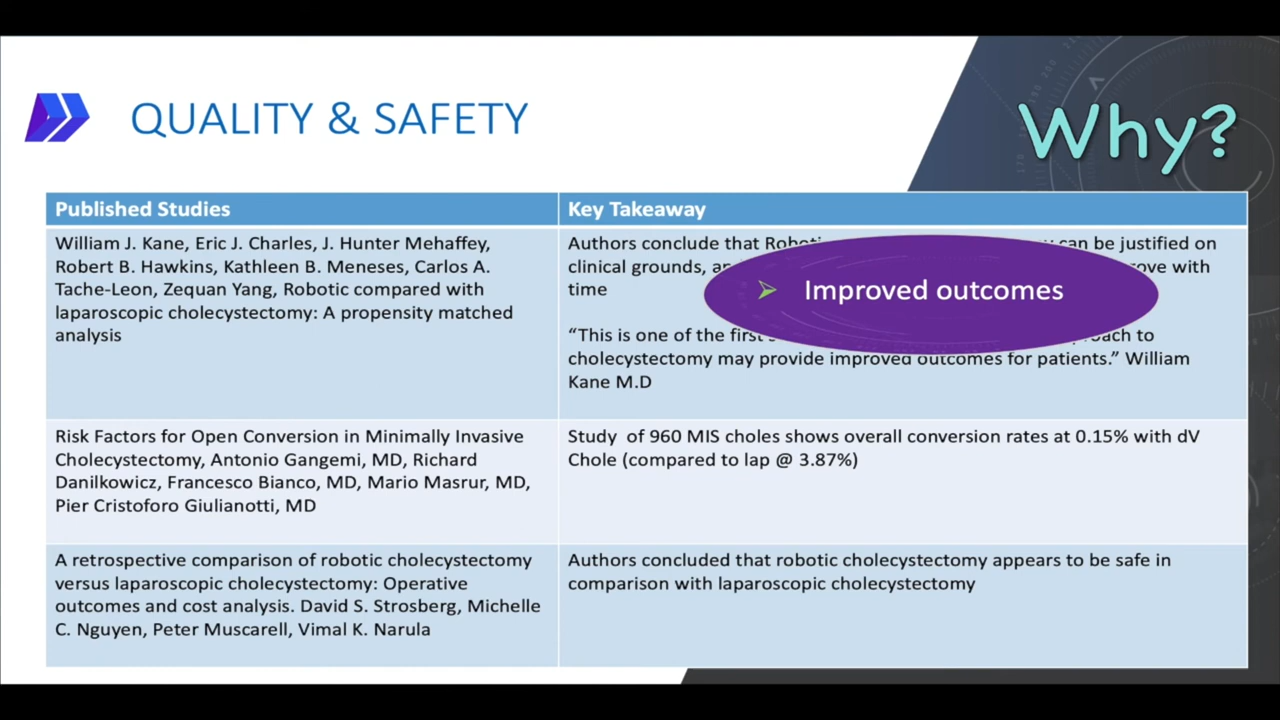 QUALITY & SAFETY
Why?
Published Studies
Key Takeaway
William J. Kane, Eric J. Charles, J. Hunter Mehaffey,
Robert B. Hawkins, Kathleen B. Meneses, Carlos A.
Tache-Leon, Zequan Yang, Robotic compared with
laparoscopic cholecystectomy: A propensity matched
analysis
Authors conclude that can be justified on
clinical grounds, with
time
Improved outcomes
“This is one of the to
cholecystectomy may provide improved outcomes for patients.” William
Kane M.D
Risk Factors for Open Conversion in Minimally Invasive
Cholecystectomy, Antonio Gangemi, MD, Richard
Danilkowicz, Francesco Bianco, MD, Mario Masrur, MD,
Pier Cristoforo Giulianotti, MD
Study of 960 MIS choles shows overall conversion rates at 0.15% with dV
Chole (compared to lap @ 3.87%)
A retrospective comparison of robotic cholecystectomy
versus laparoscopic cholecystectomy: Operative
outcomes and cost analysis. David S. Strosberg, Michelle
C. Nguyen, Peter Muscarell, Vimal K. Narula
Authors concluded that robotic cholecystectomy appears to be safe in
comparison with laparoscopic cholecystectomy